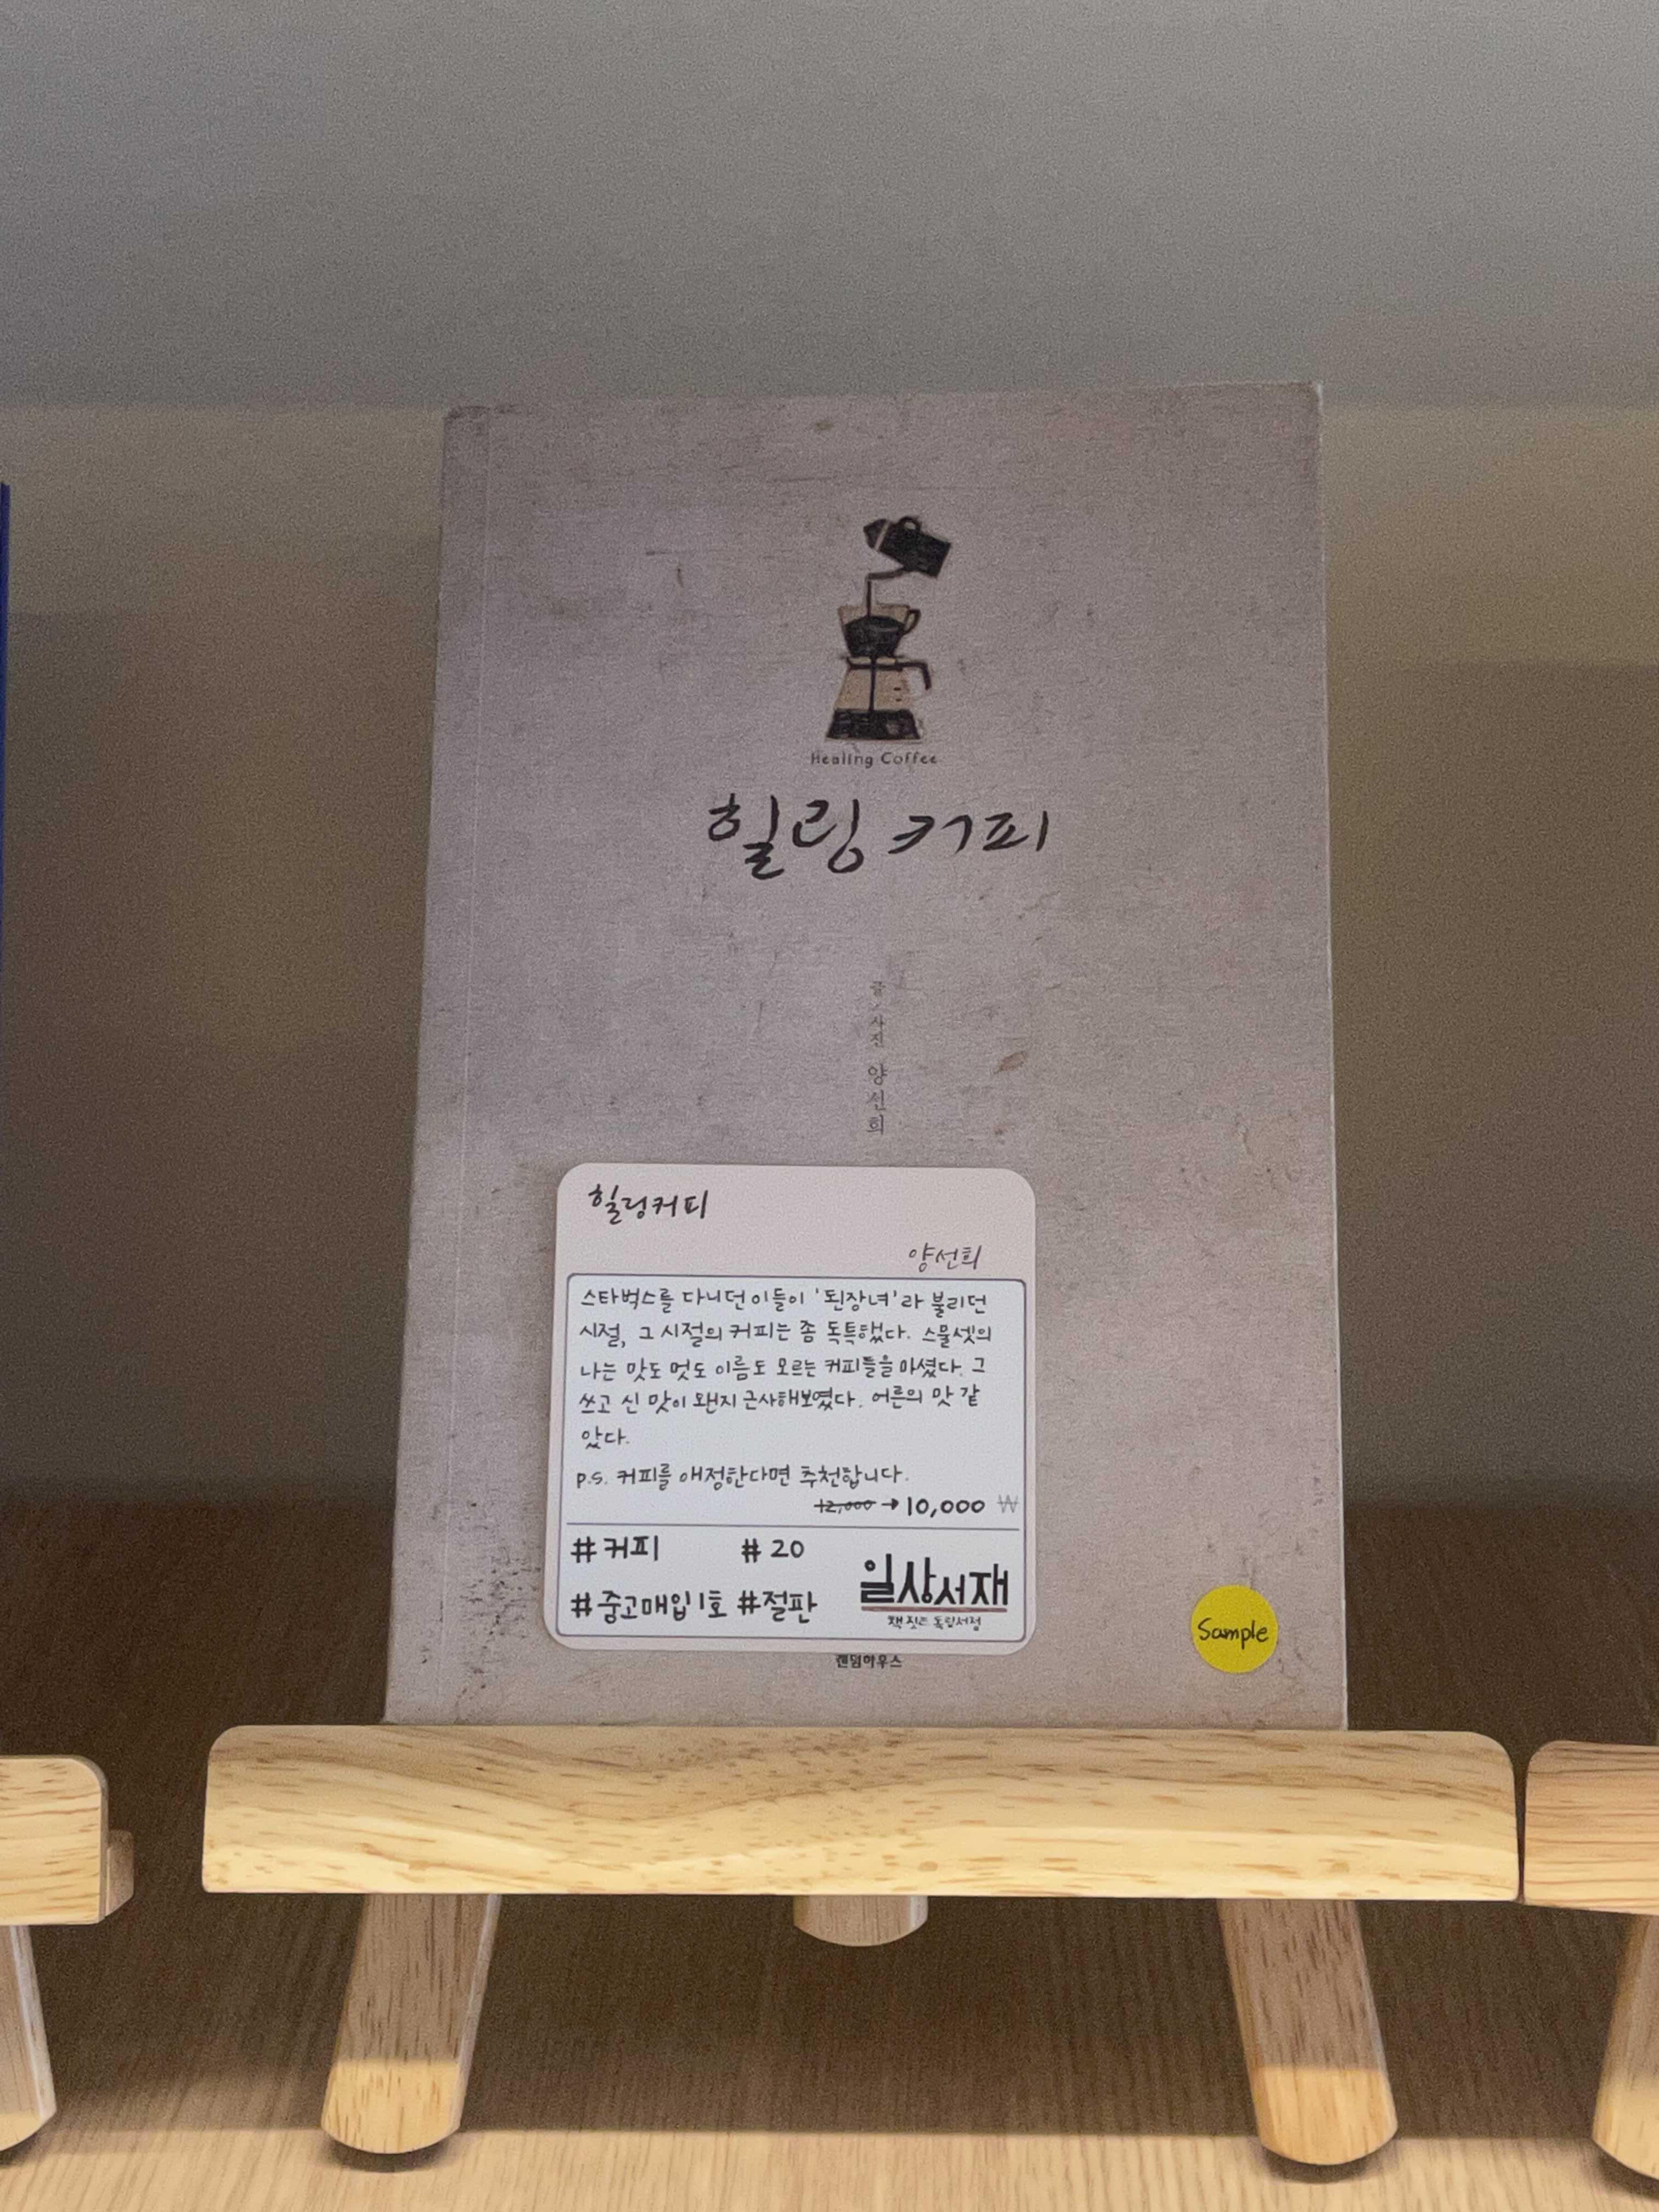 Healing Coffee
힐링 커피
글·사진 양선희
힐링커피
양선희
스타벅스를 다니던 이들이 '된장녀'라 불리던
시절, 그 시절의 커피는 좀 독특했다. 스물셋의
나는 맛도 멋도 이름도 모르는 커피들을 마셨다. 그
쓰고 신 맛이 왠지 근사해보였다. 어른의 맛 같
았다.
p.s. 커피를 애정한다면 추천합니다.
12,000 → 10,000 ₩
#커피 #20
#중고매입1호 #절판
일상서재
책 짓는 독립서점
랜덤하우스
Sample